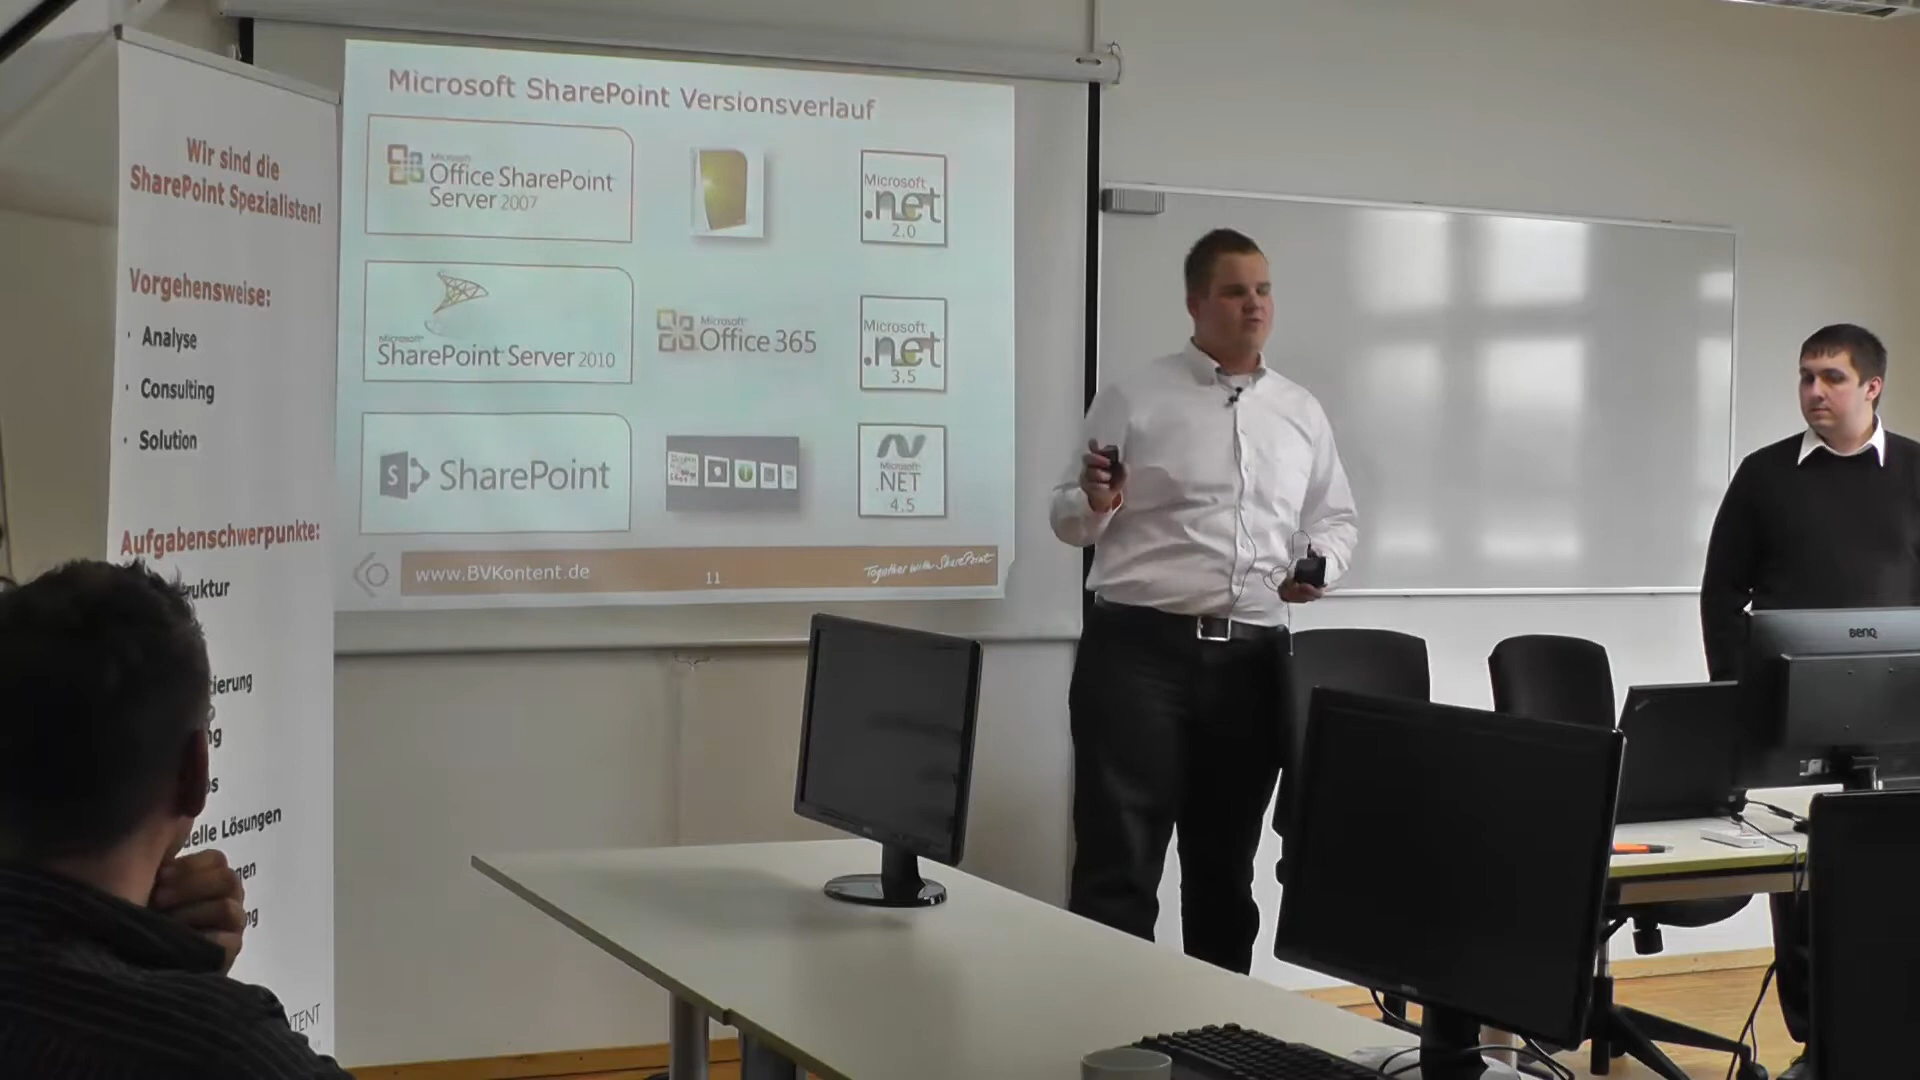 Wir sind die
SharePoint Spezialisten!
Vorgehensweise:
· Analyse
· Consulting
· Solution
Aufgabenschwerpunkte:
Microsoft SharePoint Versionsverlauf
Microsoft
Office SharePoint
Server 2007
Microsoft
.net
2.0
Microsoft
SharePoint Server 2010
Microsoft
Office 365
Microsoft
.net
3.5
SharePoint
Microsoft
.NET
4.5
www.BVKontent.de
11
Together with SharePoint
Lösungen
BenQ